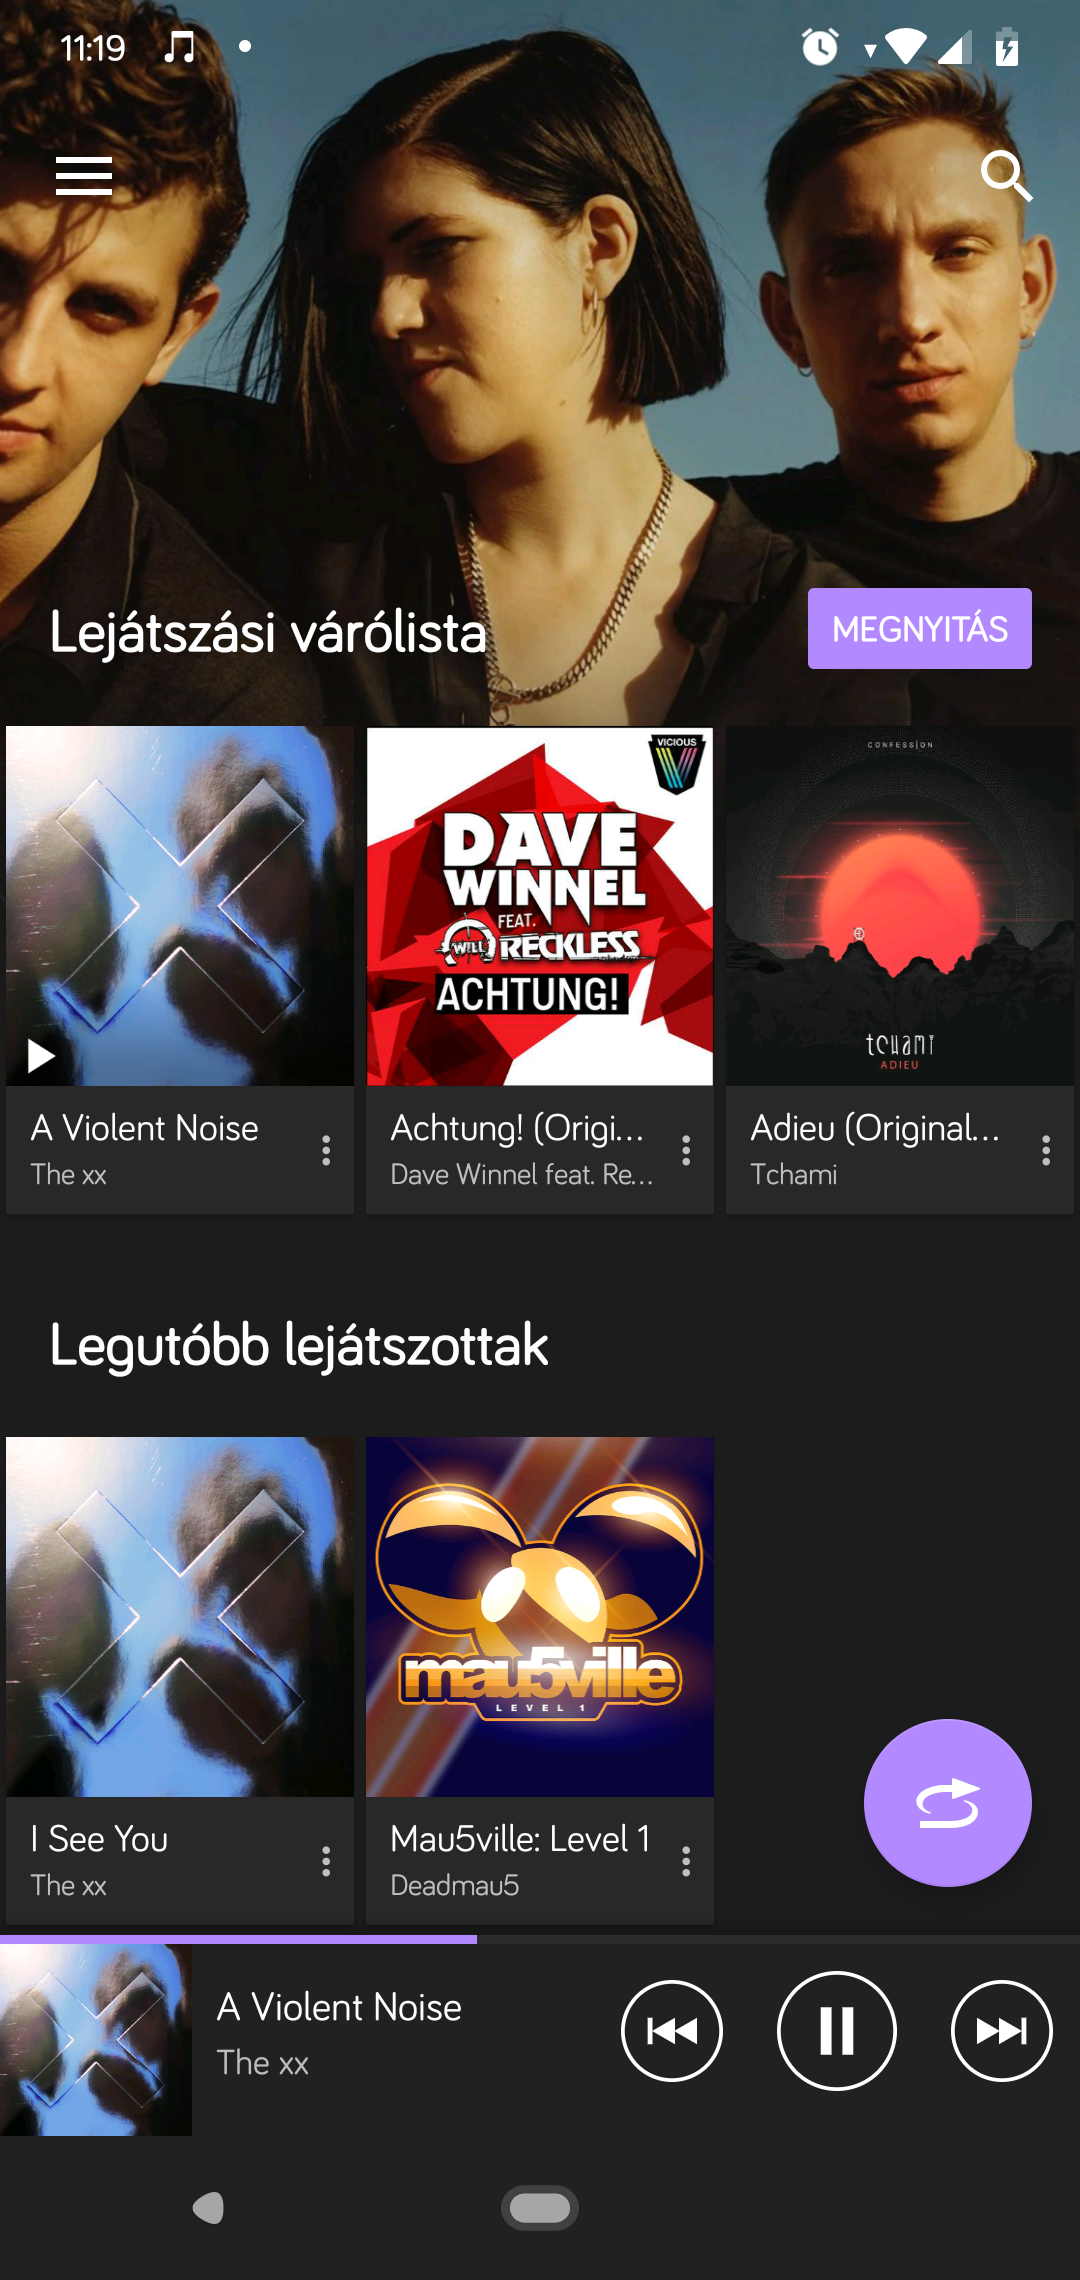 11:19
Lejátszási várólista
MEGNYITÁS
VICIOUS
DAVE
WINNEL
FEAT.
WILL RECKLESS
ACHTUNG!
CONFESSION
tchami
ADIEU
A Violent Noise
The xx
Achtung! (Origi...
Dave Winnel feat. Re...
Adieu (Original...
Tchami
Legutóbb lejátszottak
mau5ville
LEVEL 1
I See You
The xx
Mau5ville: Level 1
Deadmau5
A Violent Noise
The xx